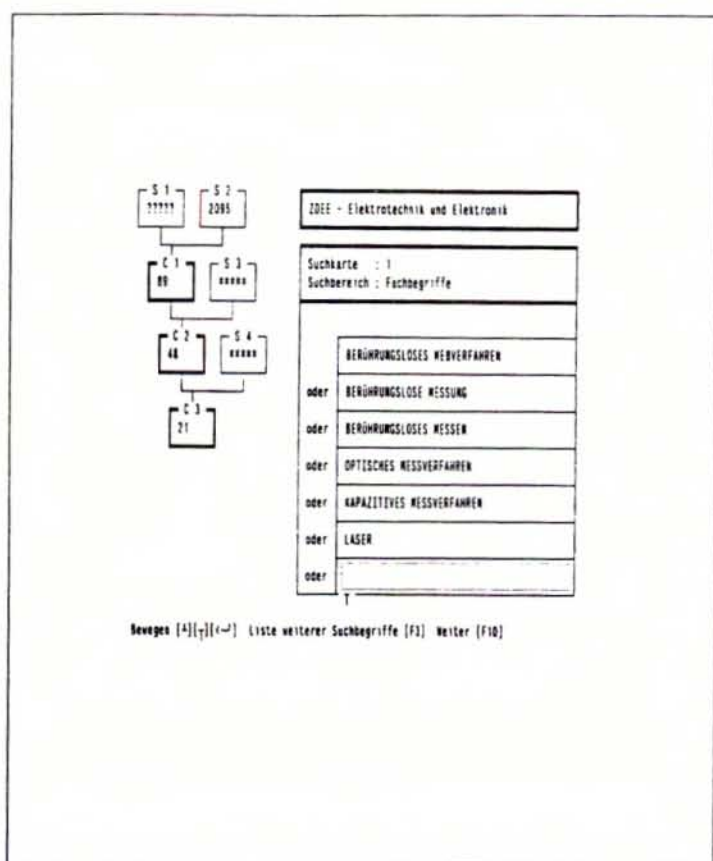 S 1
?????
S 2
2095
C 1
89
S 3
*****
C 2
48
S 4
*****
C 3
21
ZDEE - Elektrotechnik und Elektronik
Suchkarte : 1
Suchbereich : Fachbegriffe
BERÜHRUNGSLOSES MEßVERFAHREN
oder BERÜHRUNGSLOSE MESSUNG
oder BERÜHRUNGSLOSES MESSEN
oder OPTISCHES MESSVERFAHREN
oder KAPAZITIVES MESSVERFAHREN
oder LASER
oder
Bewegen [┴][┬][<─┘] Liste weiterer Suchbegriffe [F3] Weiter [F10]